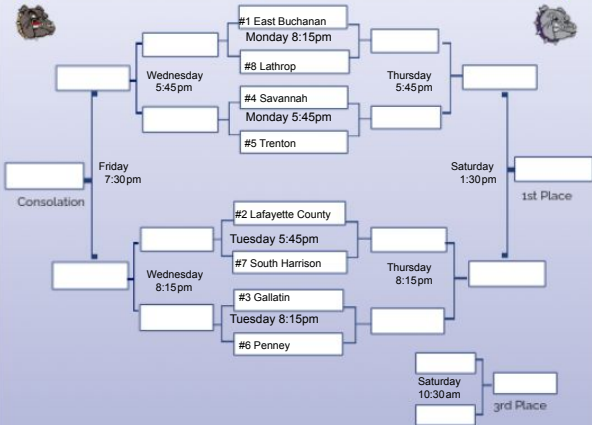 #1 East Buchanan
Monday 8:15pm
#8 Lathrop
Wednesday
5:45pm
Thursday
5:45pm
#4 Savannah
Monday 5:45pm
#5 Trenton
Friday
7:30pm
Saturday
1:30pm
Consolation
1st Place
#2 Lafayette County
Tuesday 5:45pm
#7 South Harrison
Wednesday
8:15pm
Thursday
8:15pm
#3 Gallatin
Tuesday 8:15pm
#6 Penney
Saturday
10:30am
3rd Place